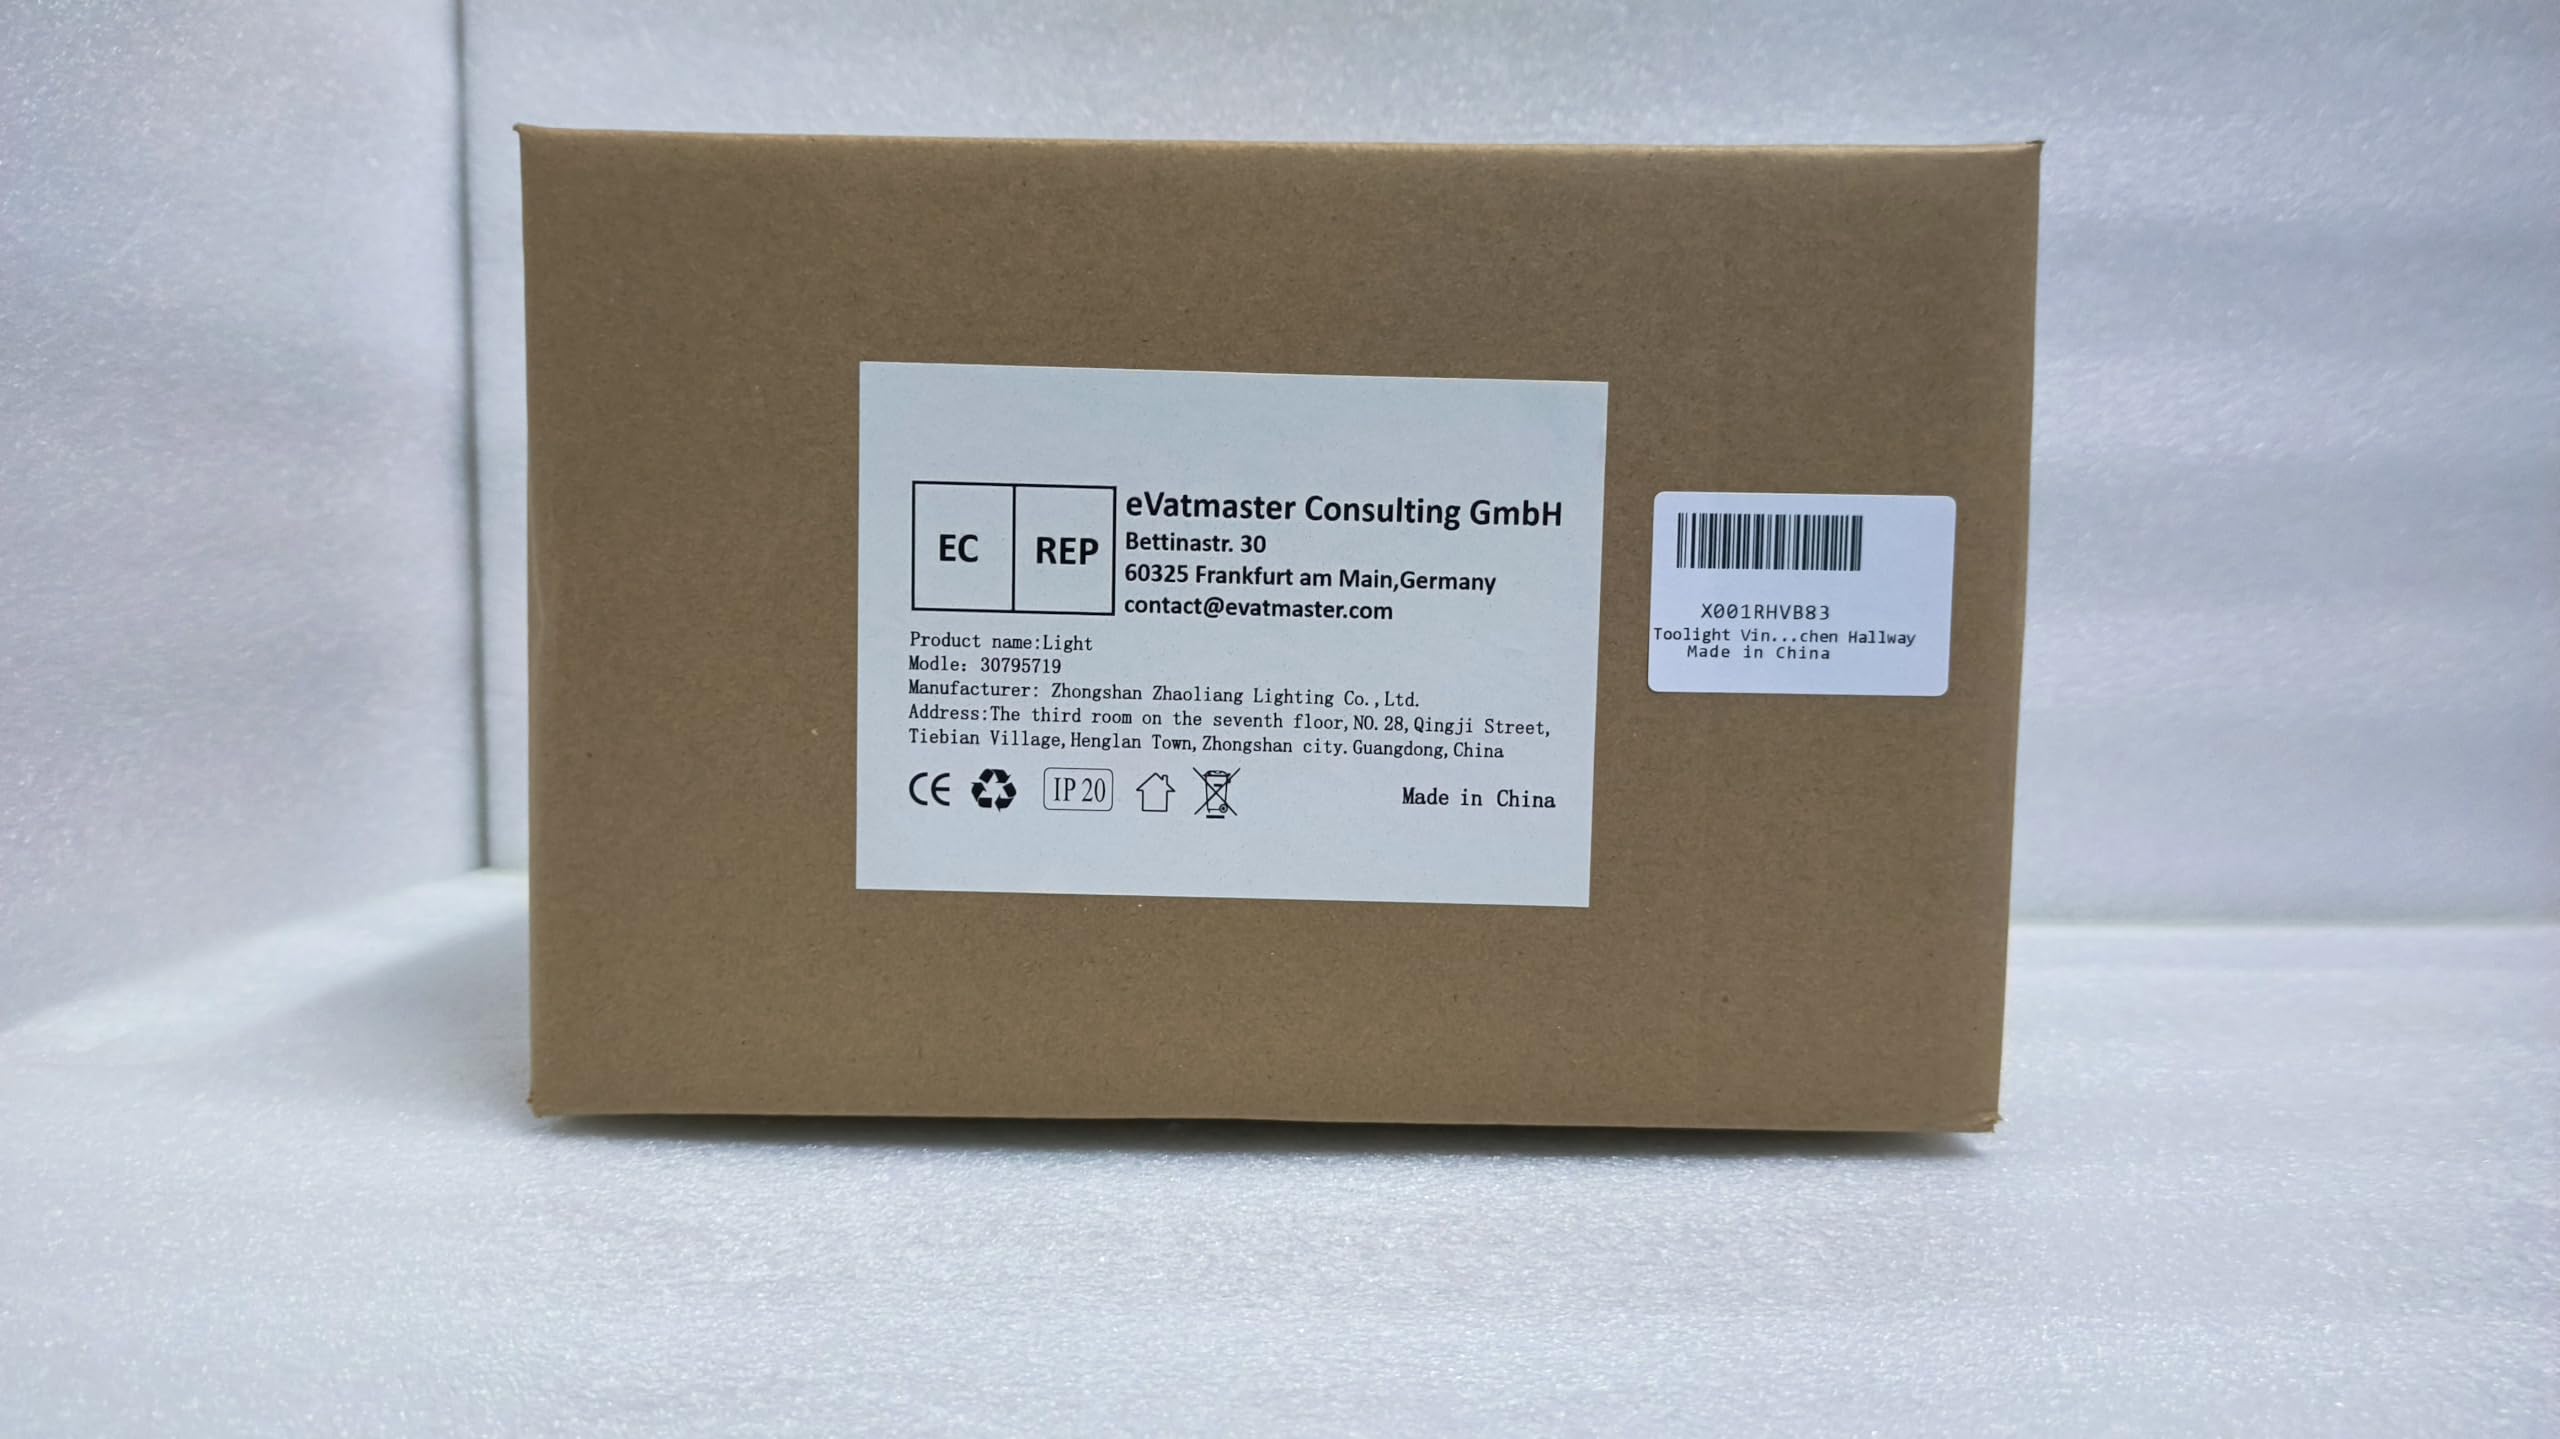 EC REP
eVatmaster Consulting GmbH
Bettinastr. 30
60325 Frankfurt am Main,Germany
contact@evatmaster.com
Product name:Light
Modle: 30795719
Manufacturer: Zhongshan Zhaoliang Lighting Co.,Ltd.
Address:The third room on the seventh floor,NO.28,Qingji Street,
Tiebian Village,Henglan Town,Zhongshan city.Guangdong,China
CE IP 20 Made in China
X001RHVB83
Toolight Vin...chen Hallway
Made in China